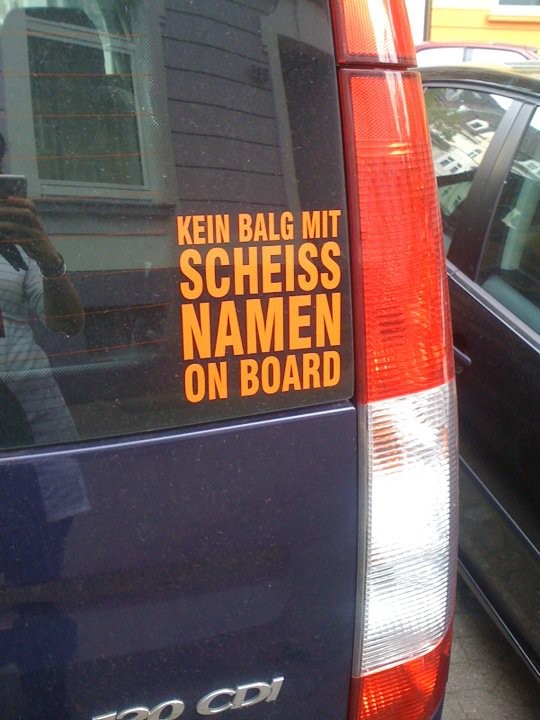 KEIN BALG MIT
SCHEISS
NAMEN
ON BOARD
CDI